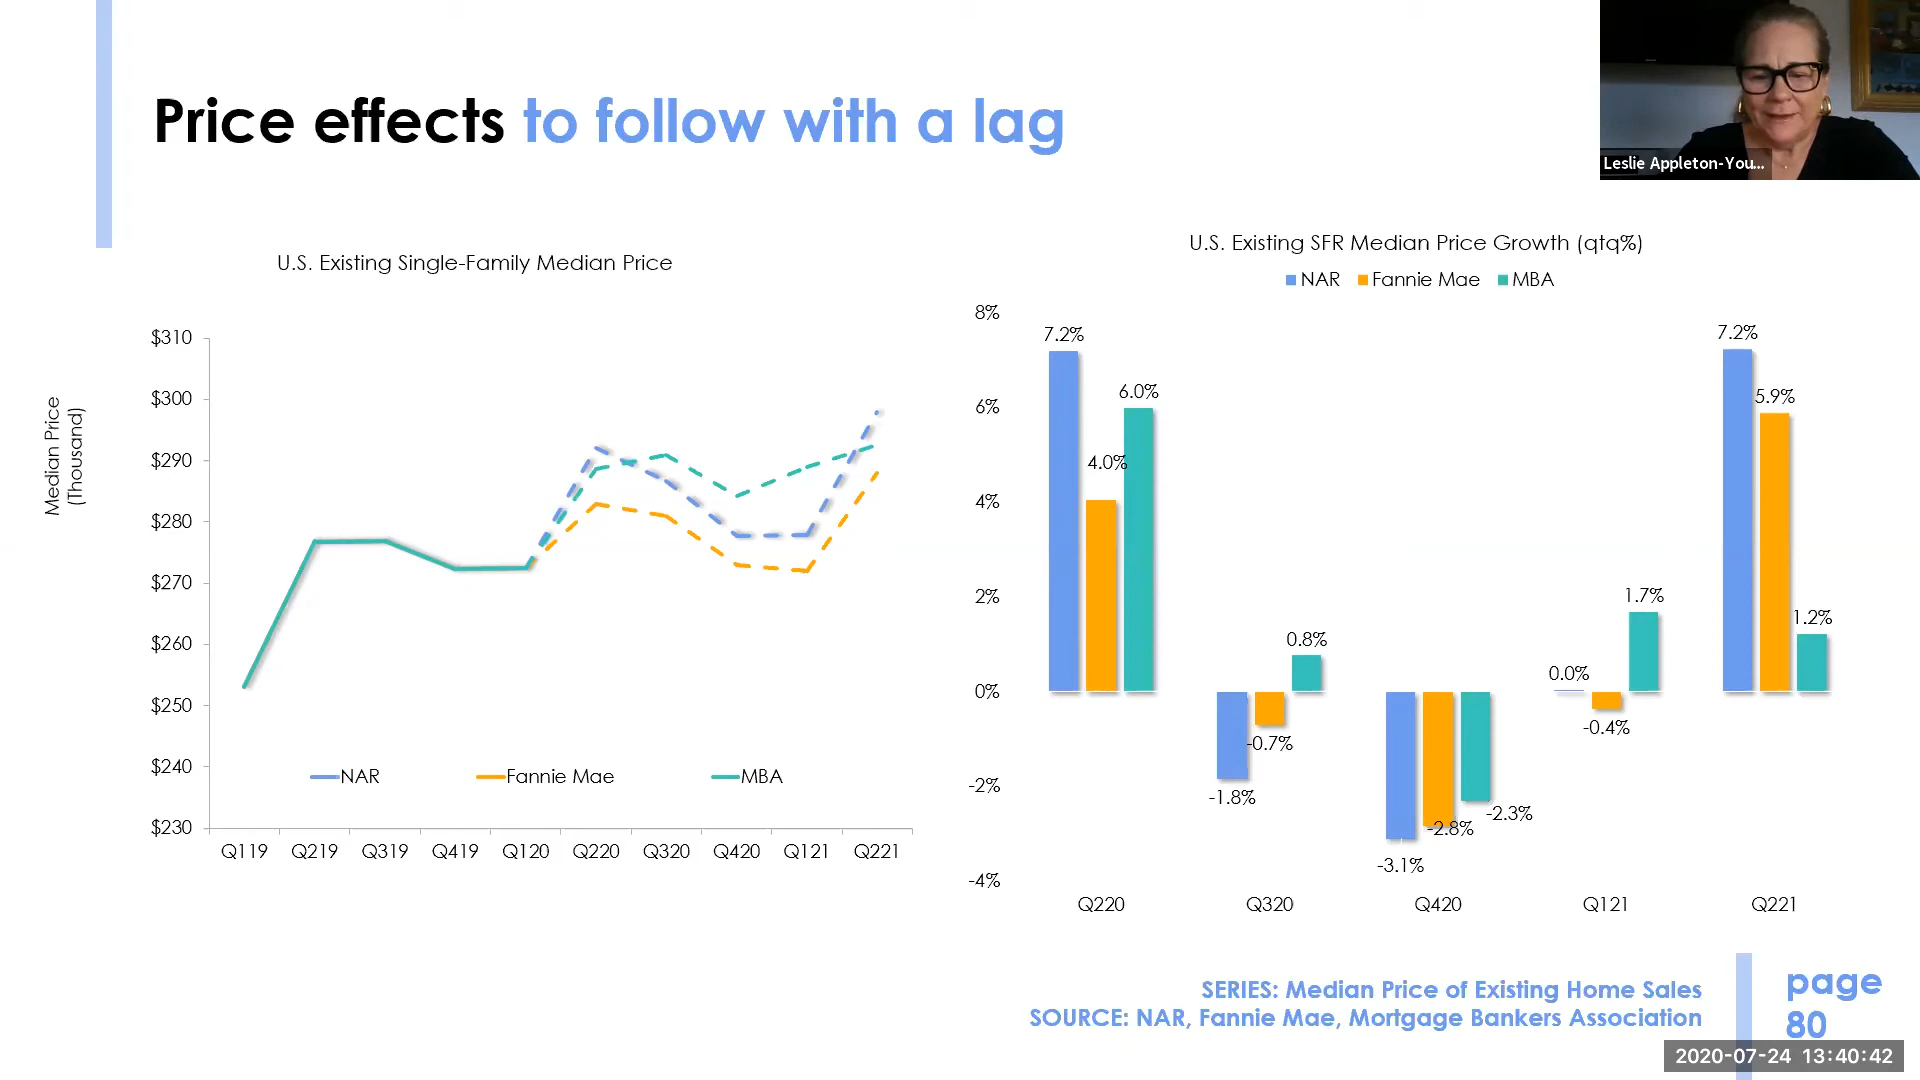 Price effects to follow with a lag
Leslie Appleton-You...
U.S. Existing Single-Family Median Price
Median Price
(Thousand)
$310
$300
$290
$280
$270
$260
$250
$240
$230
NAR Fannie Mae MBA
Q119 Q219 Q319 Q419 Q120 Q220 Q320 Q420 Q121 Q221
U.S. Existing SFR Median Price Growth (qtq%)
NAR Fannie Mae MBA
8%
6%
4%
2%
0%
-2%
-4%
7.2% 4.0% 6.0%
-1.8% -0.7% 0.8%
-3.1% -2.8% -2.3%
0.0% -0.4% 1.7%
7.2% 5.9% 1.2%
Q220 Q320 Q420 Q121 Q221
SERIES: Median Price of Existing Home Sales
SOURCE: NAR, Fannie Mae, Mortgage Bankers Association
page
80
2020-07-24 13:40:42